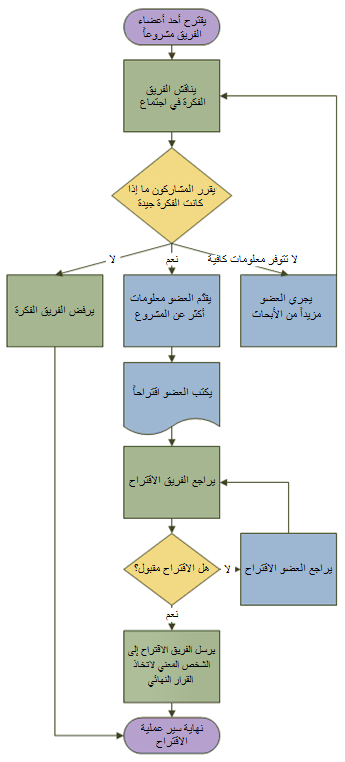 يقترح أحد أعضاء
الفريق مشروعاً
يناقش الفريق
الفكرة في اجتماع
يقرر المشاركون ما إذا
كانت الفكرة جيدة
لا
نعم
لا تتوفر معلومات كافية
يرفض الفريق الفكرة
يقدّم العضو معلومات
أكثر عن المشروع
يجري العضو
مزيداً من الأبحاث
يكتب العضو اقتراحاً
يراجع الفريق الاقتراح
هل الاقتراح مقبول؟
لا
يراجع العضو الاقتراح
نعم
يرسل الفريق الاقتراح إلى
الشخص المعني لاتخاذ
القرار النهائي
نهاية سير عملية
الاقتراح